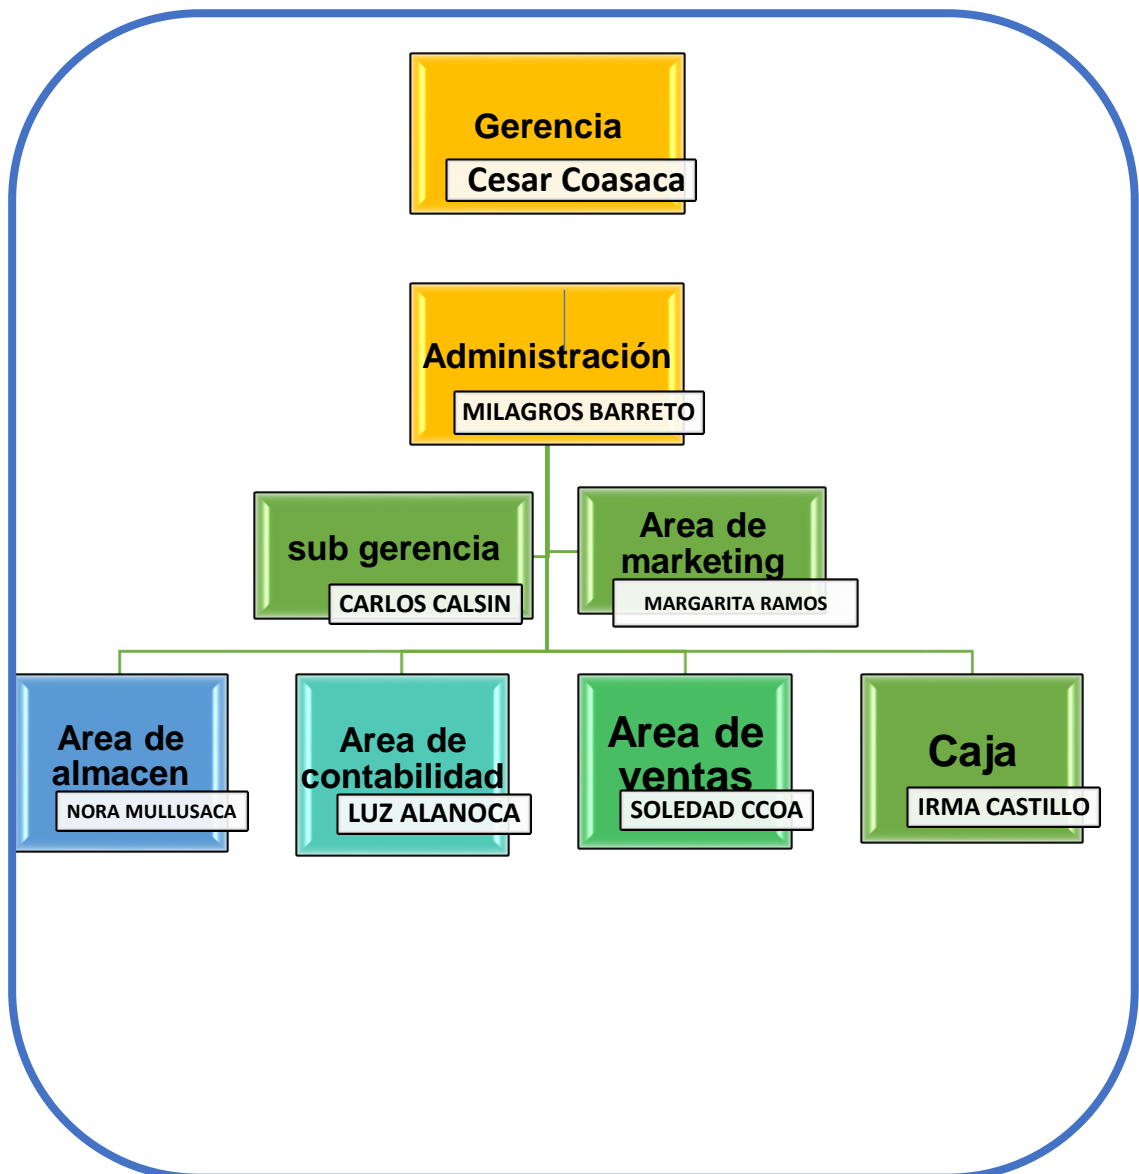 Gerencia
Cesar Coasaca
Administración
MILAGROS BARRETO
sub gerencia
CARLOS CALSIN
Area de
marketing
MARGARITA RAMOS
Area de
almacen
NORA MULLUSACA
Area de
contabilidad
LUZ ALANOCA
Area de
ventas
SOLEDAD CCOA
Caja
IRMA CASTILLO